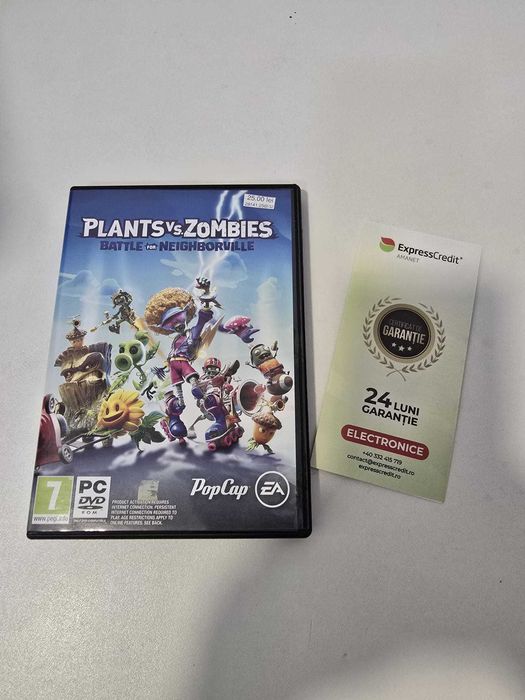 25,00 lei
PLANTS VS. ZOMBIES
BATTLE FOR NEIGHBORVILLE
7
www.pegi.info
PC
DVD
ROM
PRODUCT ACTIVATION REQUIRES
INTERNET CONNECTION. PERSISTENT
INTERNET CONNECTION REQUIRED TO
PLAY. AGE RESTRICTIONS APPLY TO
ONLINE FEATURES. SEE BACK.
PopCap
EA
ExpressCredit
AMANET
CERTIFICAT DE
GARANȚIE
24 LUNI
GARANȚIE
ELECTRONICE
+40 332 415 719
contact@expresscredit.ro
expresscredit.ro